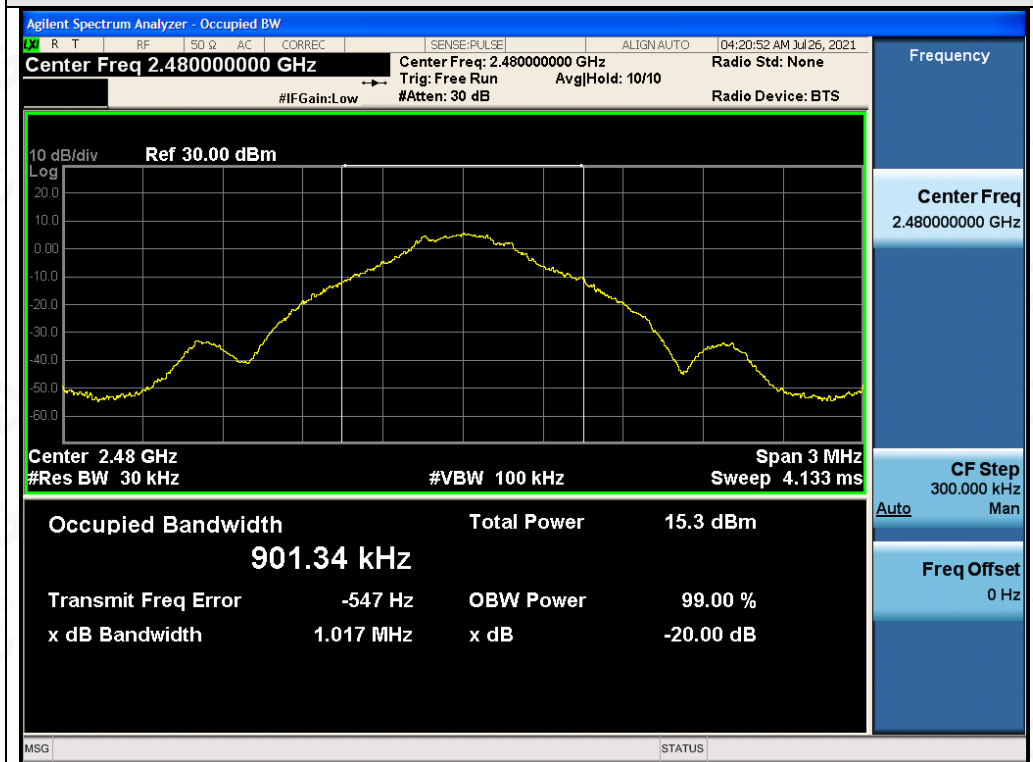 Agilent Spectrum Analyzer - Occupied BW
LXI R T RF 50 Ω AC CORREC SENSE:PULSE ALIGN AUTO 04:20:52 AM Jul 26, 2021
Center Freq 2.480000000 GHz
Center Freq: 2.480000000 GHz
Radio Std: None
Trig: Free Run Avg|Hold: 10/10
#IFGain:Low
#Atten: 30 dB
Radio Device: BTS
10 dB/div Ref 30.00 dBm
Log
20.0
10.0
0.00
-10.0
-20.0
-30.0
-40.0
-50.0
-60.0
Center 2.48 GHz Span 3 MHz
#Res BW 30 kHz #VBW 100 kHz Sweep 4.133 ms
Occupied Bandwidth Total Power 15.3 dBm
901.34 kHz
Transmit Freq Error -547 Hz OBW Power 99.00 %
x dB Bandwidth 1.017 MHz x dB -20.00 dB
Frequency
Center Freq
2.480000000 GHz
CF Step
300.000 kHz
Auto Man
Freq Offset
0 Hz
MSG STATUS